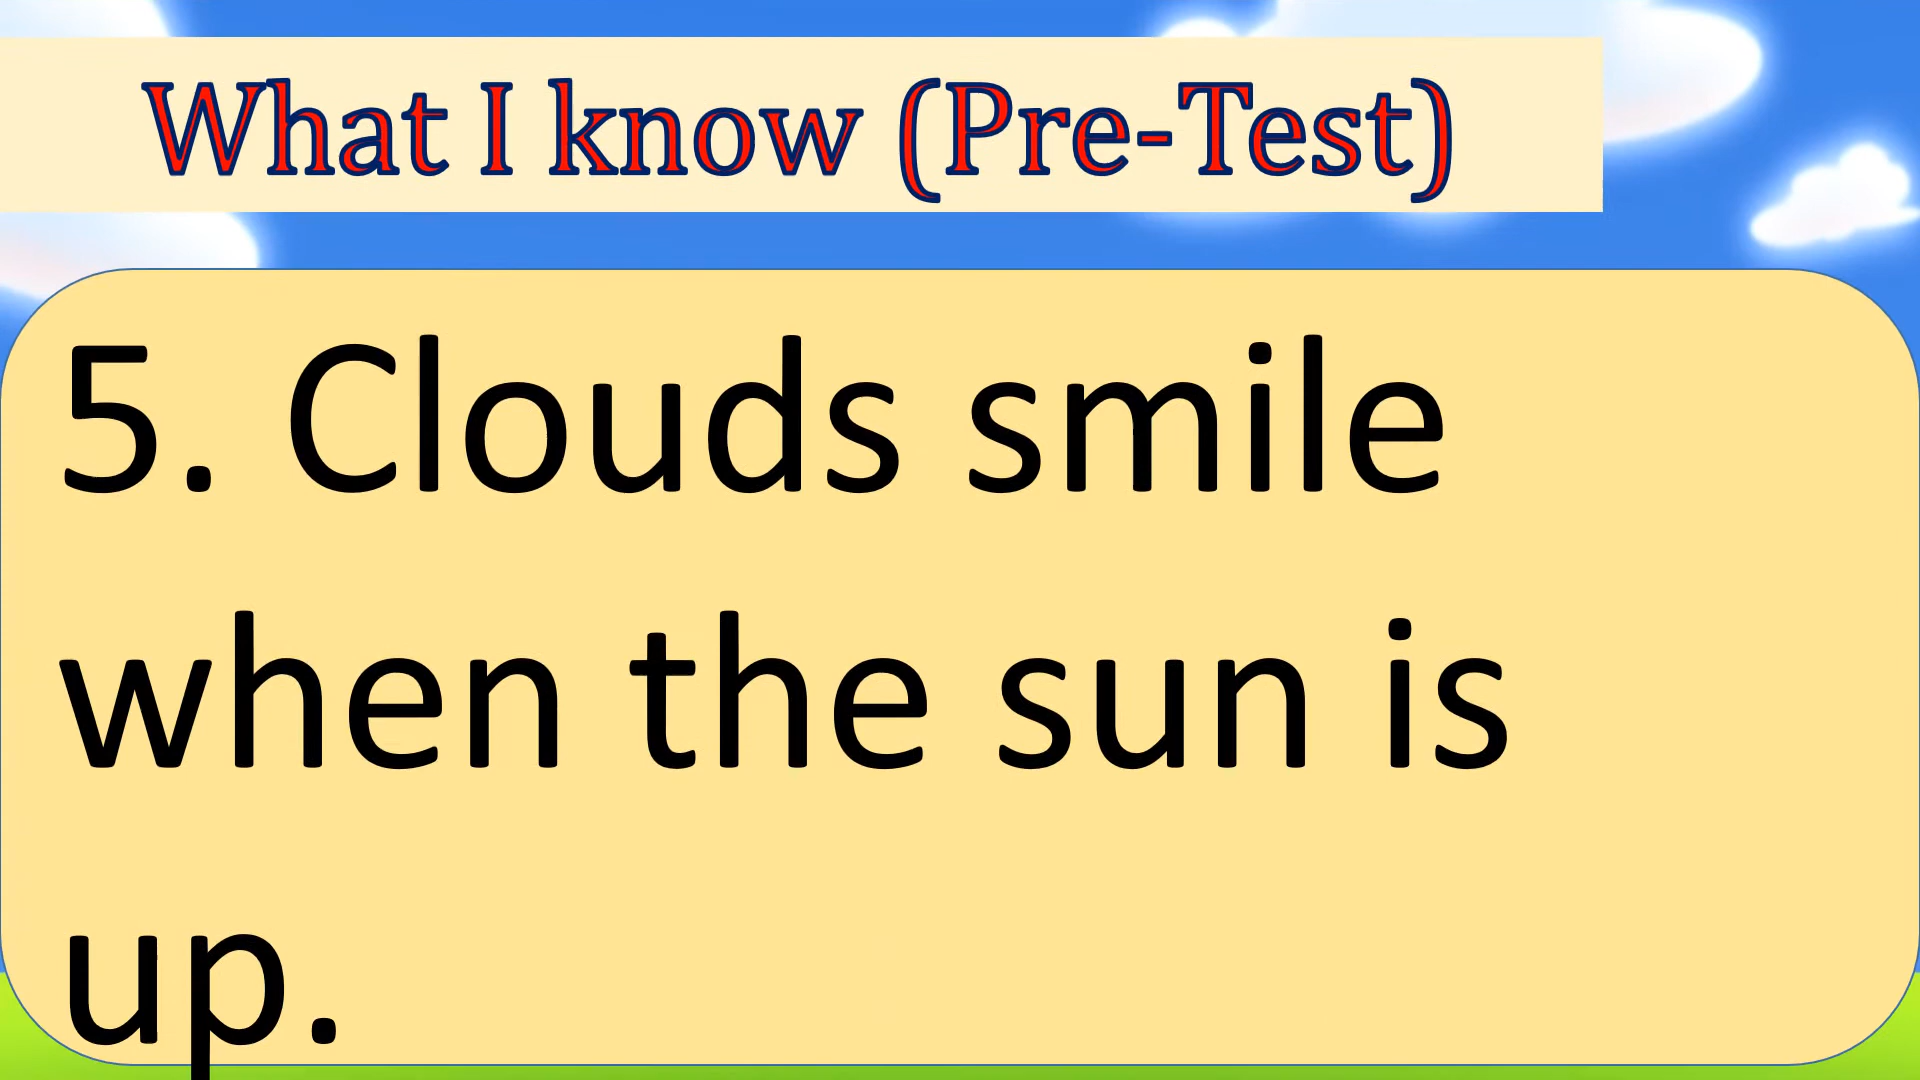 What I know (Pre-Test)
5. Clouds smile
when the sun is
up.